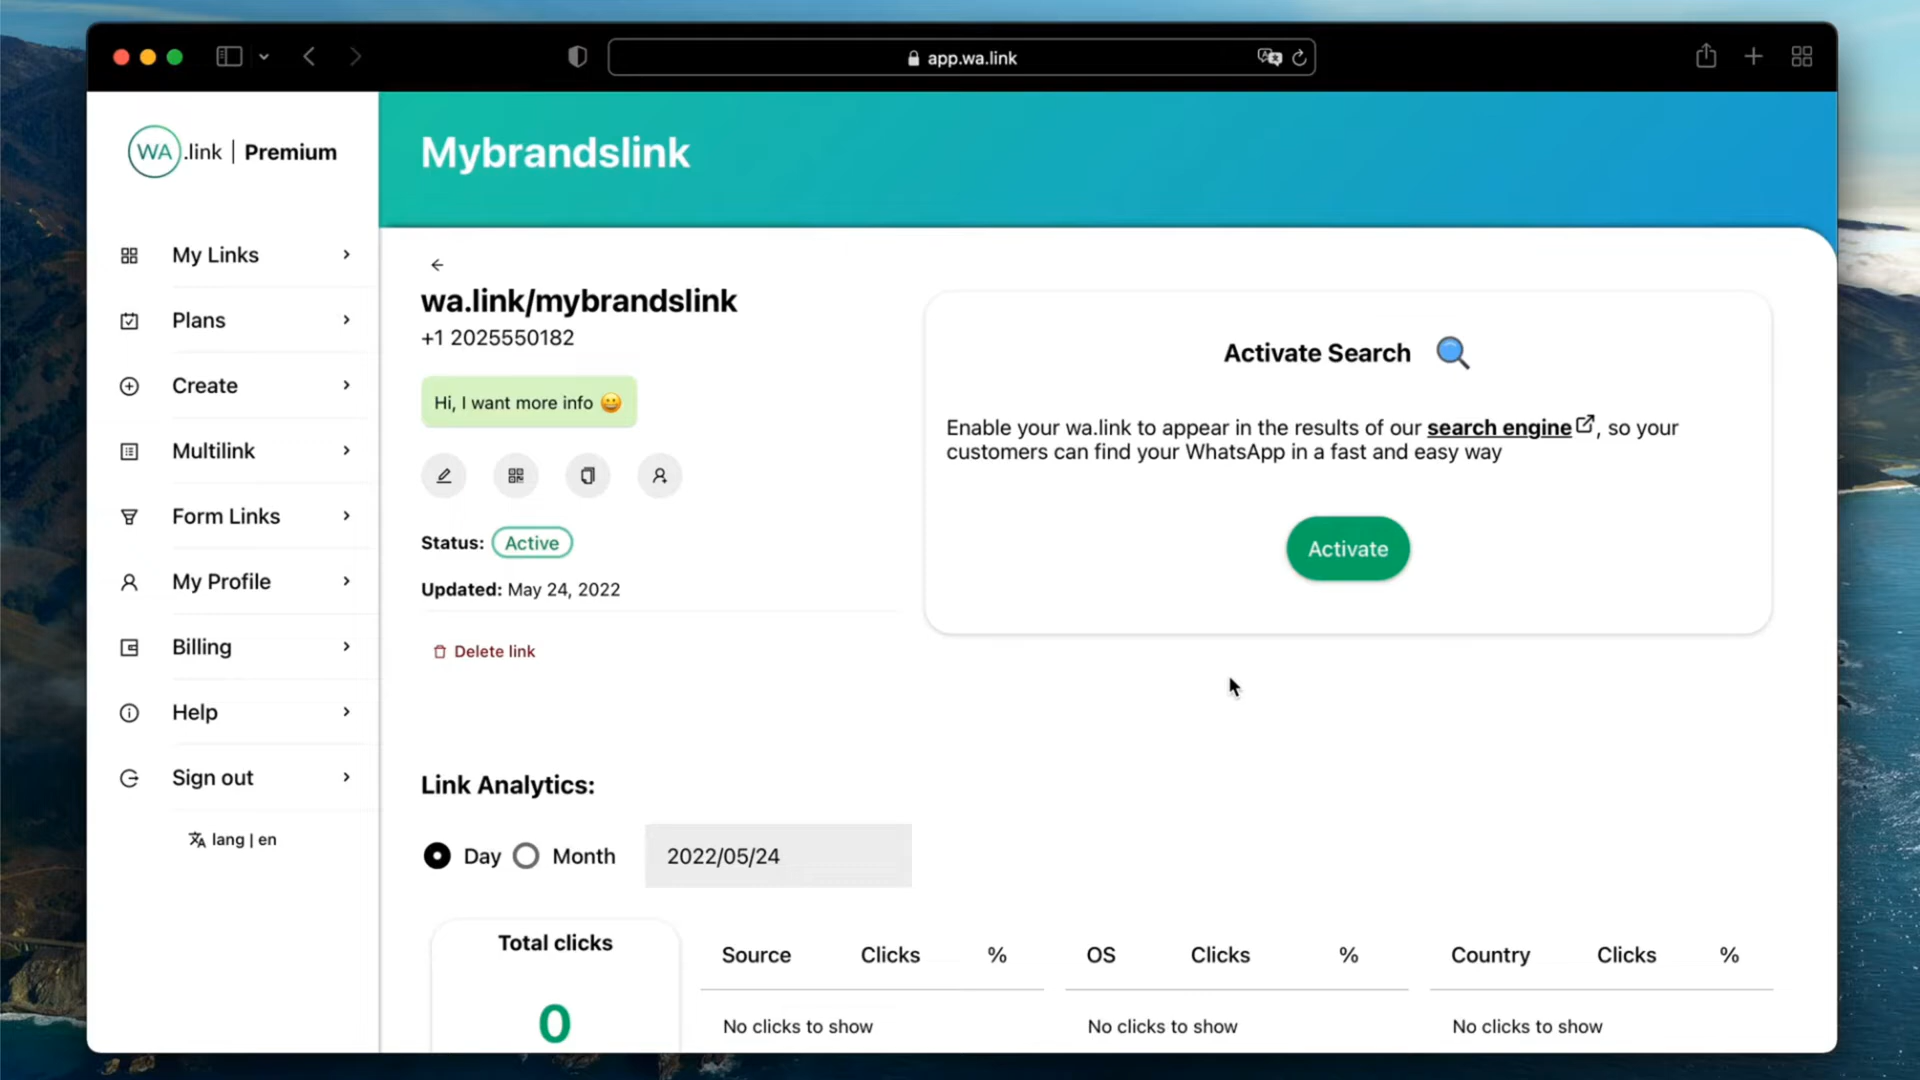 app.wa.link
WA.link | Premium
Mybrandslink
My Links
Plans
Create
Multilink
Form Links
My Profile
Billing
Help
Sign out
lang | en
wa.link/mybrandslink
+1 2025550182
Hi, I want more info 😀
Status: Active
Updated: May 24, 2022
Delete link
Activate Search
Enable your wa.link to appear in the results of our search engine, so your
customers can find your WhatsApp in a fast and easy way
Activate
Link Analytics:
Day Month 2022/05/24
Total clicks
0
Source Clicks %
No clicks to show
OS Clicks %
No clicks to show
Country Clicks %
No clicks to show